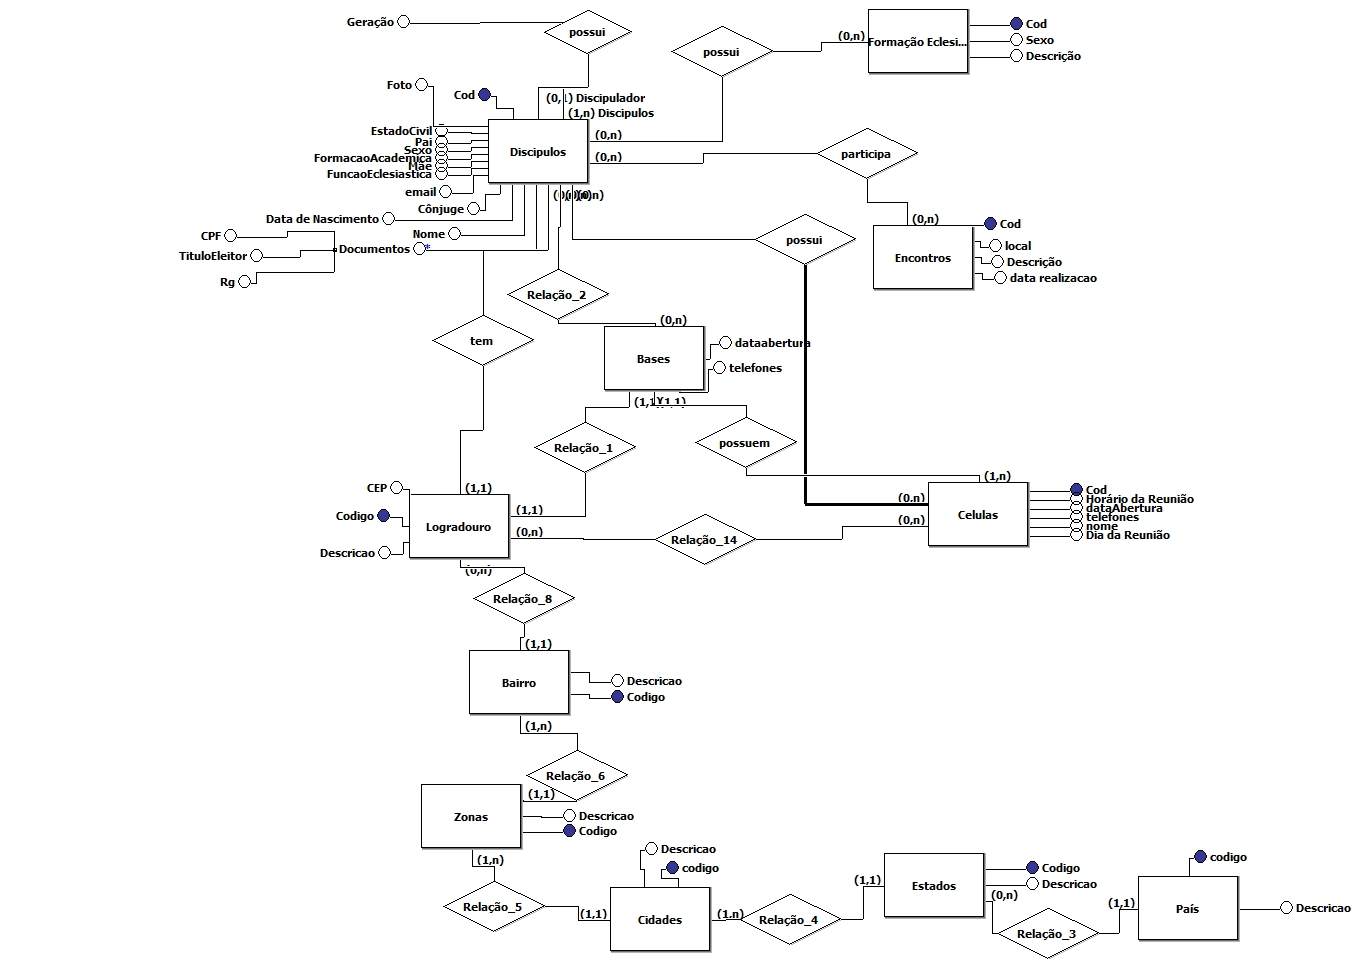 Geração
possui
possui
(0,n)
Formação Eclesi...
Cod
Sexo
Descrição
Foto
Cod
(0,1) Discipulador
(1,n) Discipulos
EstadoCivil
Pai
Sexo
FormacaoAcademica
Mae
FuncaoEclesiastica
Discipulos
(0,n)
(0,n)
participa
email
Cônjuge
Data de Nascimento
Nome
CPF
TituloEleitor
Rg
Documentos
*
(0,n)
possui
(0,n)
Cod
Encontros
local
Descrição
data realizacao
Relação_2
tem
(0,n)
Bases
dataabertura
telefones
(1,1)
(1,1)
Relação_1
possuem
(1,n)
CEP
(1,1)
Codigo
Logradouro
Descricao
(1,1)
(0,n)
Relação_14
(0,n)
(0,n)
Celulas
Cod
Horário da Reunião
dataAbertura
telefones
nome
Dia da Reunião
(0,n)
Relação_8
(1,1)
Bairro
Descricao
Codigo
(1,n)
Relação_6
(1,1)
Zonas
Descricao
Codigo
(1,n)
Relação_5
(1,1)
Descricao
codigo
Cidades
(1,n)
Relação_4
(1,1)
Estados
Codigo
Descricao
(0,n)
Relação_3
(1,1)
codigo
País
Descricao